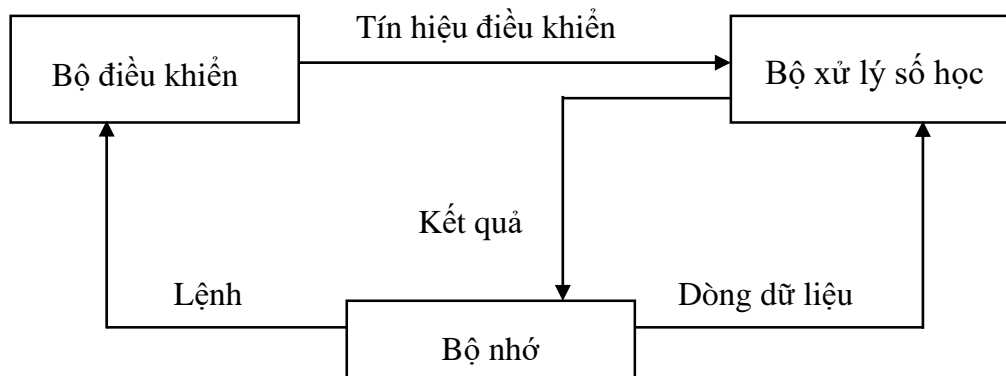 Tín hiệu điều khiển
Bộ điều khiển
Bộ xử lý số học
Kết quả
Lệnh
Dòng dữ liệu
Bộ nhớ